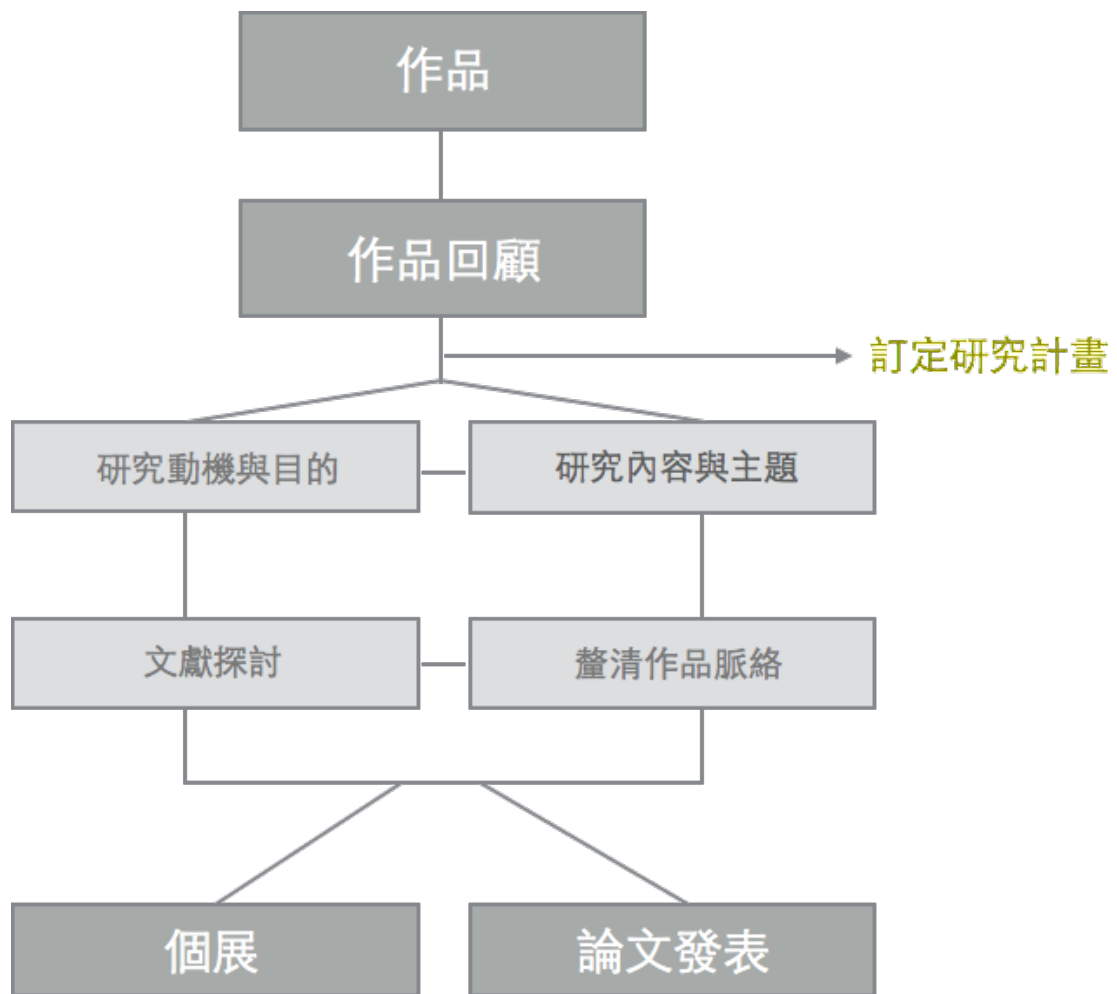 作品
作品回顧
訂定研究計畫
研究動機與目的
研究內容與主題
文獻探討
釐清作品脈絡
個展
論文發表